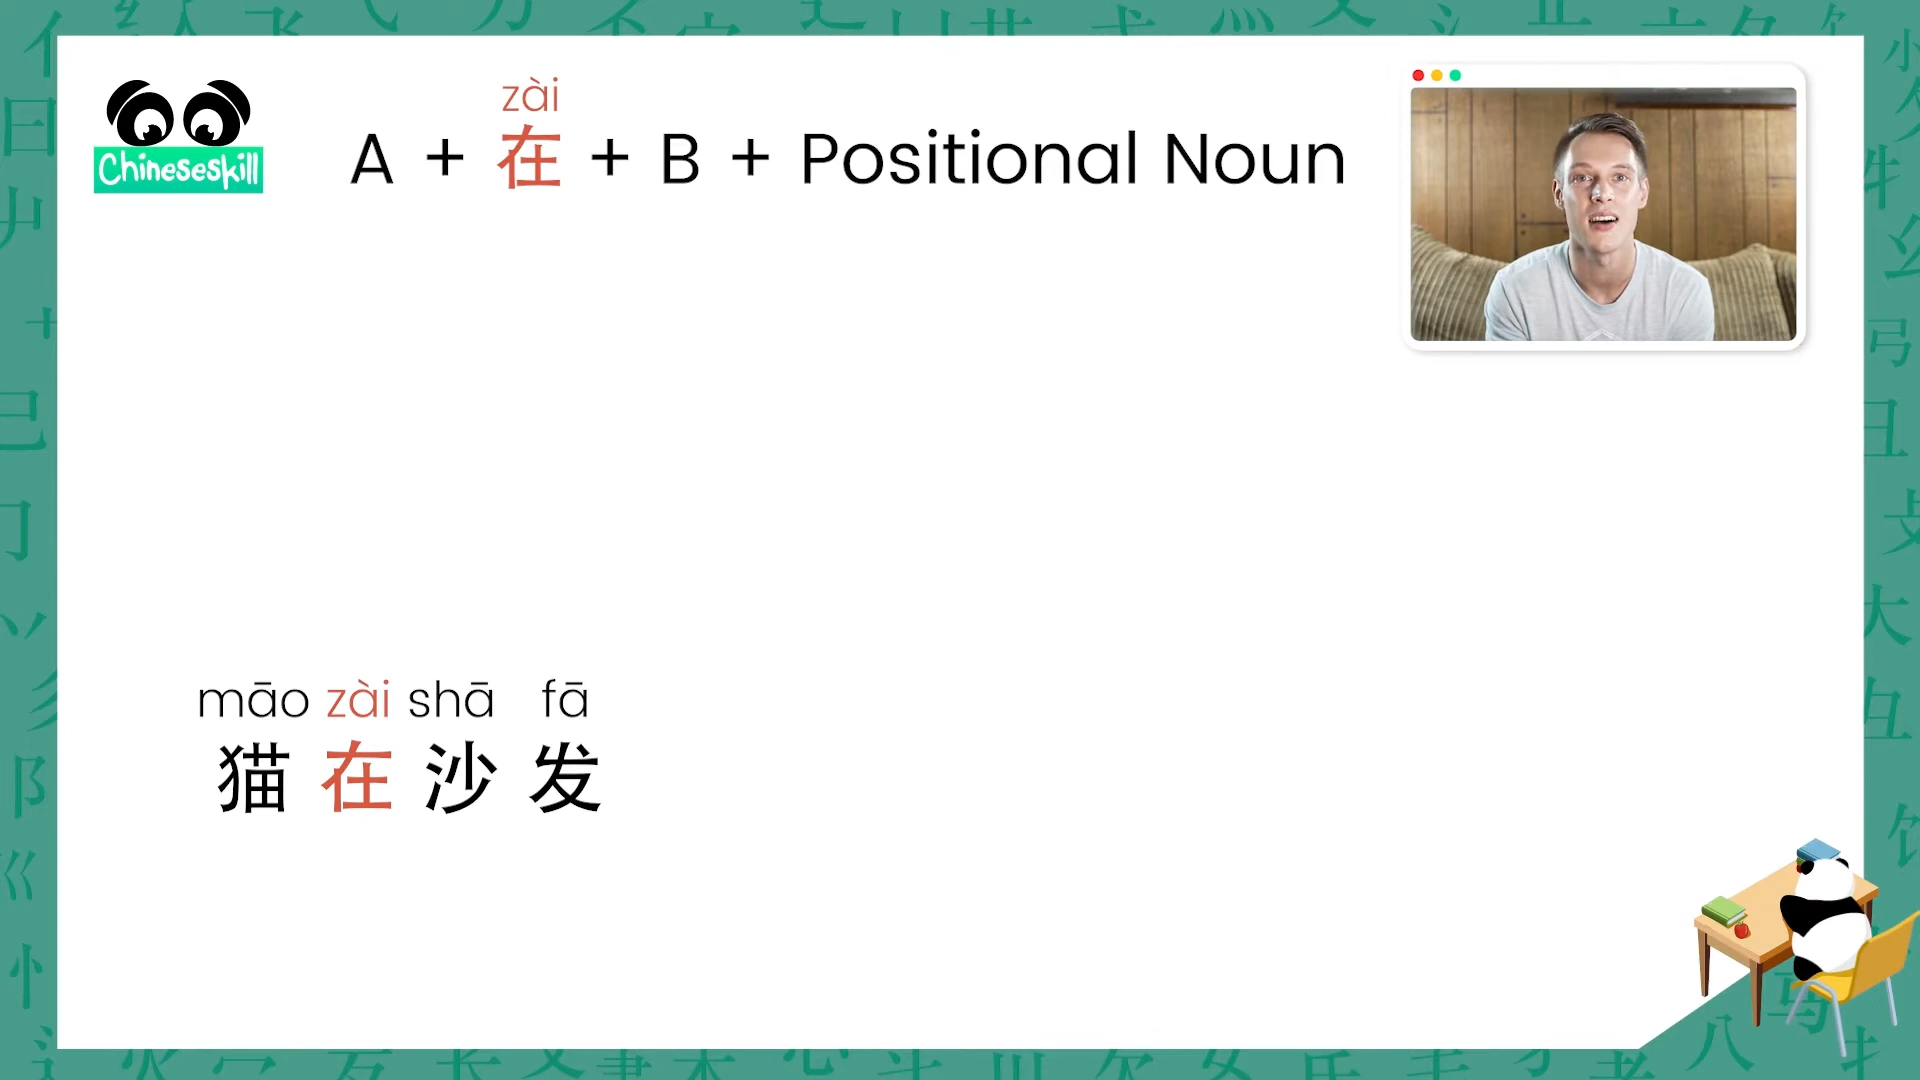 Chineseskill
zài
A + 在 + B + Positional Noun
māo zài shā fā
猫 在 沙 发